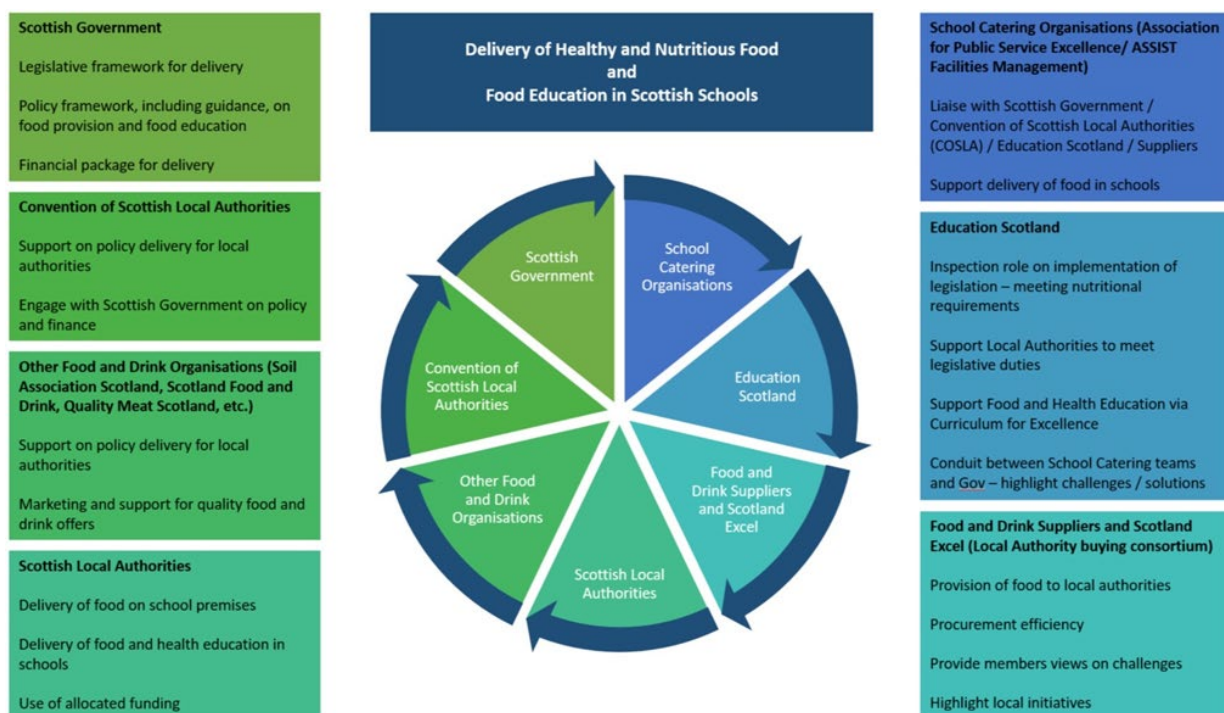 Delivery of Healthy and Nutritious Food
and
Food Education in Scottish Schools
Scottish Government
Legislative framework for delivery
Policy framework, including guidance, on
food provision and food education
Financial package for delivery
Convention of Scottish Local Authorities
Support on policy delivery for local
authorities
Engage with Scottish Government on policy
and finance
Other Food and Drink Organisations (Soil
Association Scotland, Scotland Food and
Drink, Quality Meat Scotland, etc.)
Support on policy delivery for local
authorities
Marketing and support for quality food and
drink offers
Scottish Local Authorities
Delivery of food on school premises
Delivery of food and health education in
schools
Use of allocated funding
Scottish
Government
School
Catering
Organisations
Education
Scotland
Food and
Drink Suppliers
and Scotland
Excel
Scottish Local
Authorities
Other Food
and Drink
Organisations
Convention of
Scottish Local
Authorities
School Catering Organisations (Association
for Public Service Excellence/ ASSIST
Facilities Management)
Liaise with Scottish Government /
Convention of Scottish Local Authorities
(COSLA) / Education Scotland / Suppliers
Support delivery of food in schools
Education Scotland
Inspection role on implementation of
legislation – meeting nutritional
requirements
Support Local Authorities to meet
legislative duties
Support Food and Health Education via
Curriculum for Excellence
Conduit between School Catering teams
and Gov – highlight challenges / solutions
Food and Drink Suppliers and Scotland
Excel (Local Authority buying consortium)
Provision of food to local authorities
Procurement efficiency
Provide members views on challenges
Highlight local initiatives